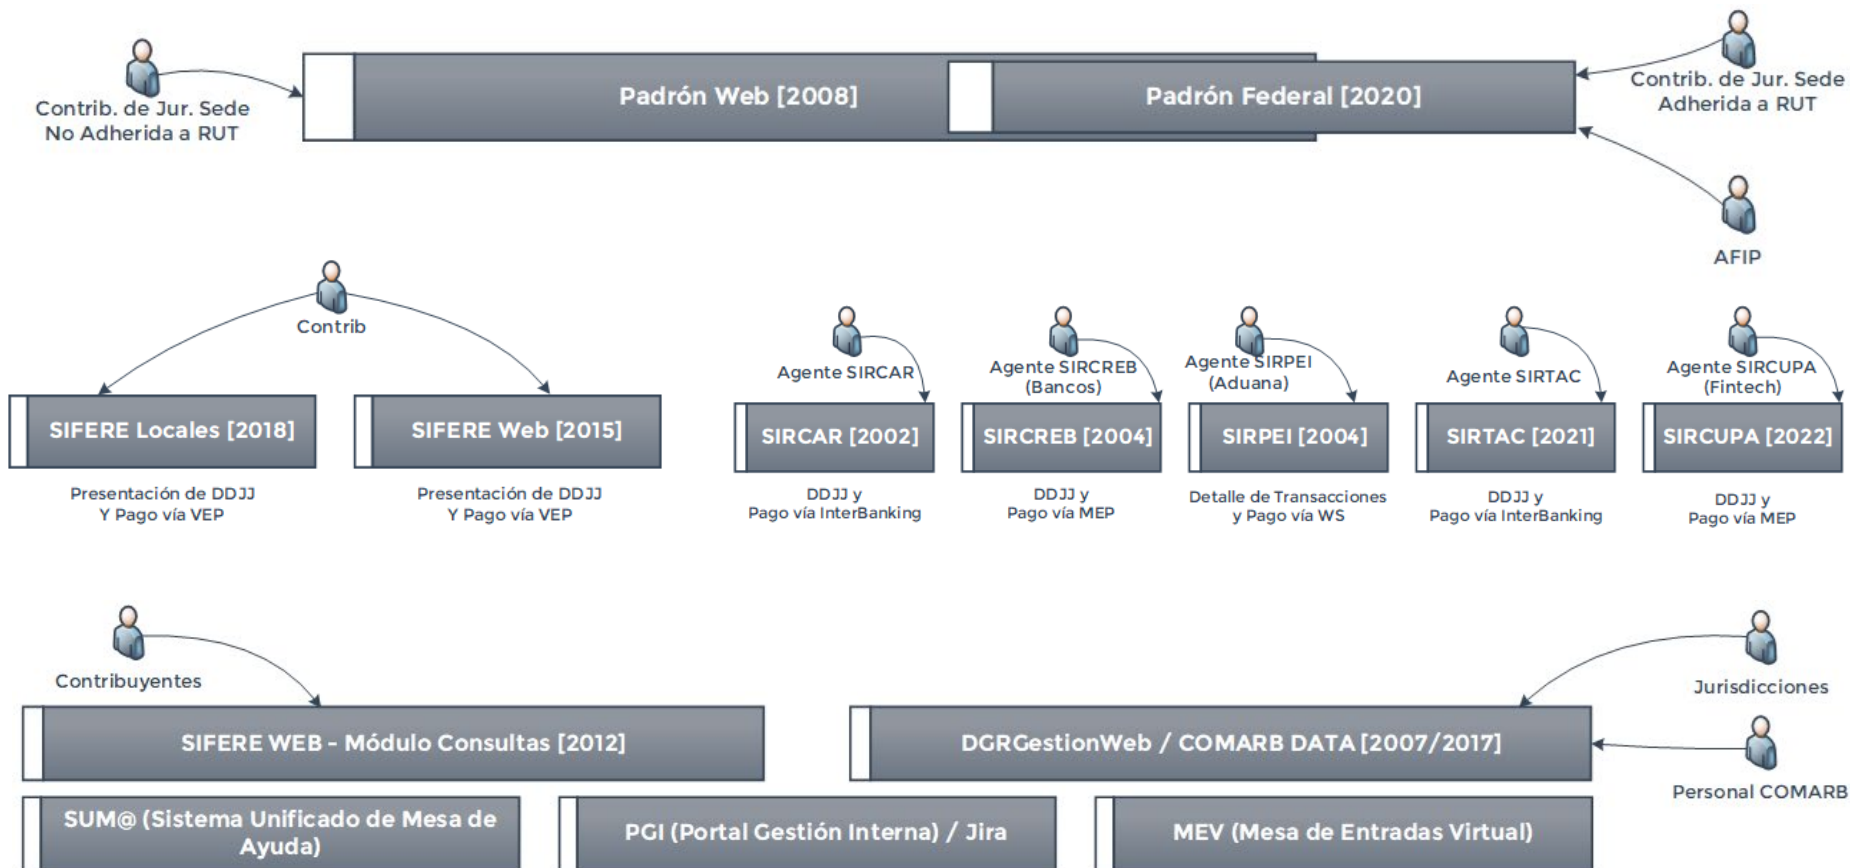 Contrib. de Jur. Sede
No Adherida a RUT
Padrón Web [2008]
Padrón Federal [2020]
Contrib. de Jur. Sede
Adherida a RUT
AFIP
Contrib
SIFERE Locales [2018]
Presentación de DDJJ
Y Pago vía VEP
SIFERE Web [2015]
Presentación de DDJJ
Y Pago vía VEP
Agente SIRCAR
SIRCAR [2002]
DDJJ y
Pago vía InterBanking
Agente SIRCREB
(Bancos)
SIRCREB [2004]
DDJJ y
Pago vía MEP
Agente SIRPEI
(Aduana)
SIRPEI [2004]
Detalle de Transacciones
y Pago vía WS
Agente SIRTAC
SIRTAC [2021]
DDJJ y
Pago vía InterBanking
Agente SIRCUPA
(Fintech)
SIRCUPA [2022]
DDJJ y
Pago vía MEP
Contribuyentes
SIFERE WEB - Módulo Consultas [2012]
Jurisdicciones
DGRGestionWeb / COMARB DATA [2007/2017]
Personal COMARB
SUM@ (Sistema Unificado de Mesa de
Ayuda)
PGI (Portal Gestión Interna) / Jira
MEV (Mesa de Entradas Virtual)